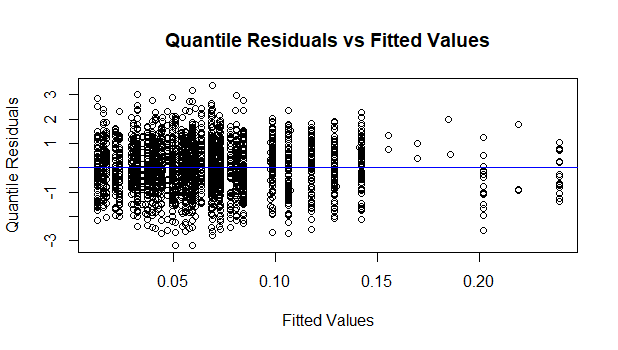 Quantile Residuals vs Fitted Values
Quantile Residuals
3
2
1
-1
-3
0.05 0.10 0.15 0.20
Fitted Values